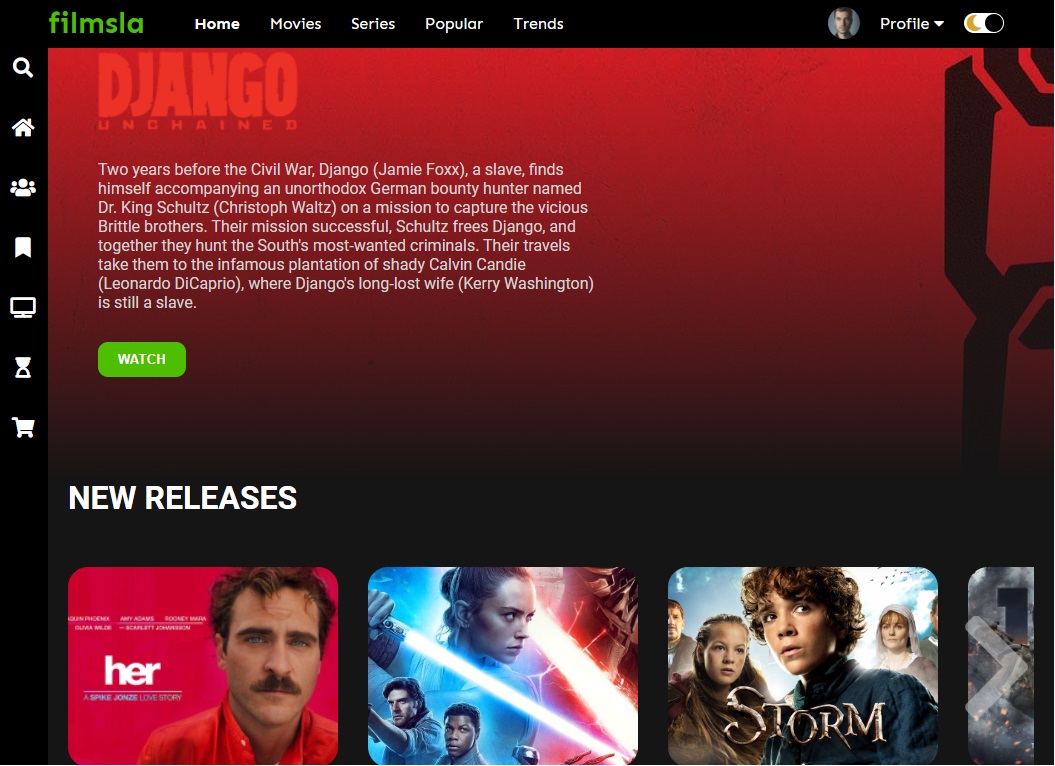 filmsla
Home
Movies
Series
Popular
Trends
Profile
DJANGO
UNCHAINED
Two years before the Civil War, Django (Jamie Foxx), a slave, finds
himself accompanying an unorthodox German bounty hunter named
Dr. King Schultz (Christoph Waltz) on a mission to capture the vicious
Brittle brothers. Their mission successful, Schultz frees Django, and
together they hunt the South's most-wanted criminals. Their travels
take them to the infamous plantation of shady Calvin Candie
(Leonardo DiCaprio), where Django's long-lost wife (Kerry Washington)
is still a slave.
WATCH
NEW RELEASES
AQUIN PHOENIX AMY ADAMS ROONEY MARA
OLIVIA WILDE SCARLETT JOHANSSON
her
A SPIKE JONZE LOVE STORY
STORM
1